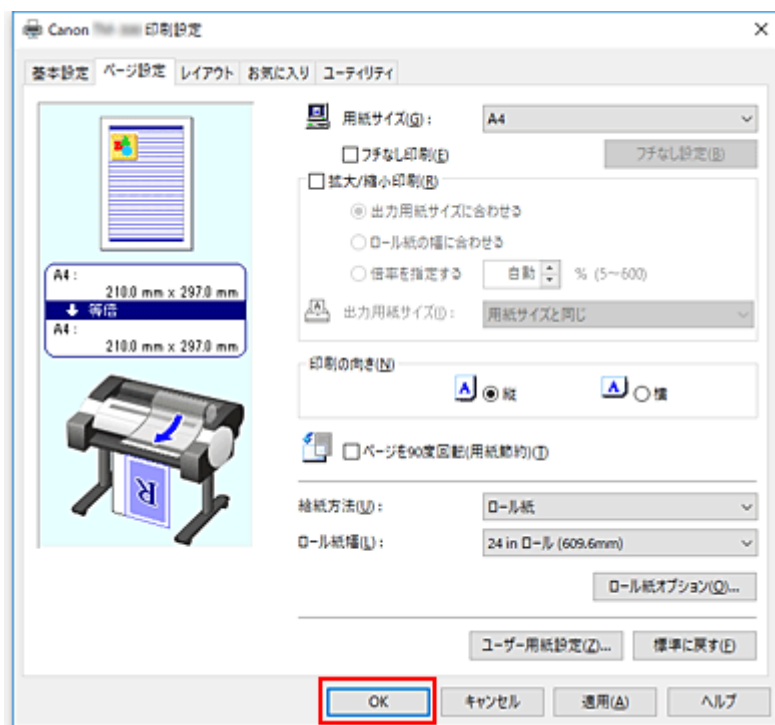 Canon 印刷設定
基本設定 ページ設定 レイアウト お気に入り ユーティリティ
用紙サイズ(G): A4
フチなし印刷(E) フチなし設定(B)
拡大/縮小印刷(R)
出力用紙サイズに合わせる
ロール紙の幅に合わせる
倍率を指定する 自動 % (5～600)
出力用紙サイズ(I): 用紙サイズと同じ
A4:
210.0 mm x 297.0 mm
等倍
A4:
210.0 mm x 297.0 mm
印刷の向き(N)
A 縦 A 横
ページを90度回転(用紙節約)(T)
R
給紙方法(U): ロール紙
ロール紙幅(L): 24 in ロール (609.6mm)
ロール紙オプション(O)...
ユーザー用紙設定(Z)... 標準に戻す(F)
OK キャンセル 適用(A) ヘルプ